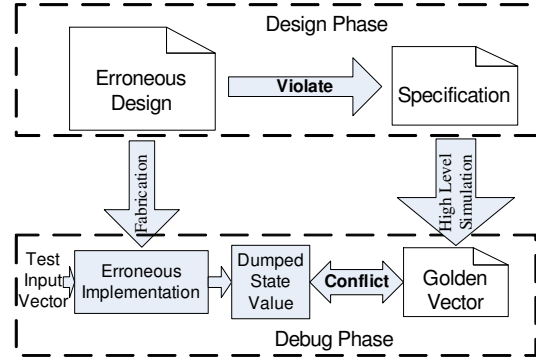 Design Phase
Erroneous
Design
Violate
Specification
Fabrication
High Level
Simulation
Test
Input
Vector
Erroneous
Implementation
Dumped
State
Value
Conflict
Golden
Vector
Debug Phase